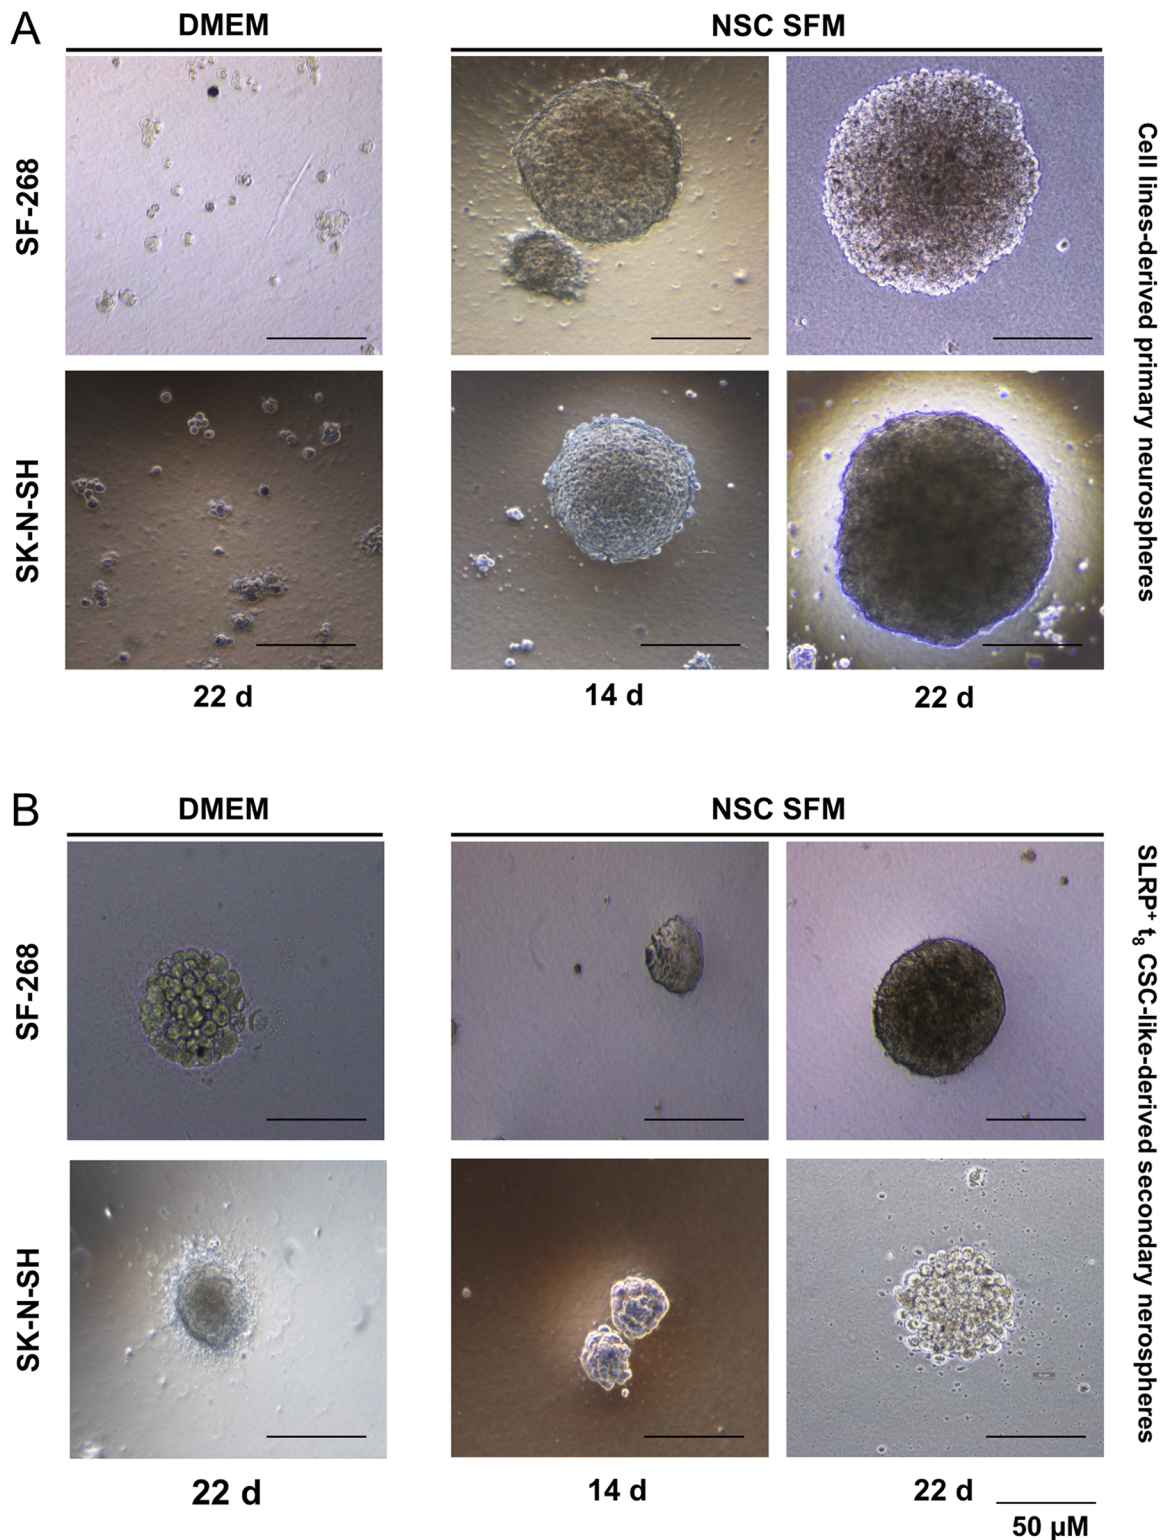 A
DMEM
NSC SFM
SF-268
SK-N-SH
Cell lines-derived primary neurospheres
22 d
14 d
22 d
B
DMEM
NSC SFM
SF-268
SK-N-SH
SLRP⁺ t₈ CSC-like-derived secondary nerospheres
22 d
14 d
22 d
50 µM